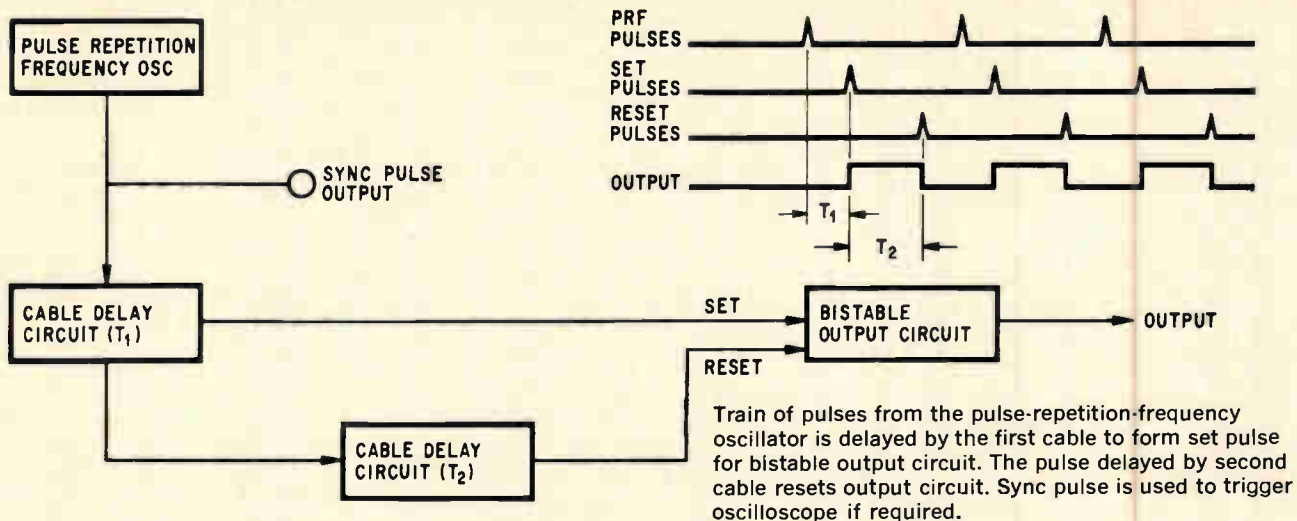 PULSE REPETITION
FREQUENCY OSC
SYNC PULSE
OUTPUT
CABLE DELAY
CIRCUIT (T₁)
CABLE DELAY
CIRCUIT (T₂)
SET
RESET
BISTABLE
OUTPUT CIRCUIT
OUTPUT
PRF
PULSES
SET
PULSES
RESET
PULSES
OUTPUT
T₁
T₂
Train of pulses from the pulse-repetition-frequency
oscillator is delayed by the first cable to form set pulse
for bistable output circuit. The pulse delayed by second
cable resets output circuit. Sync pulse is used to trigger
oscilloscope if required.